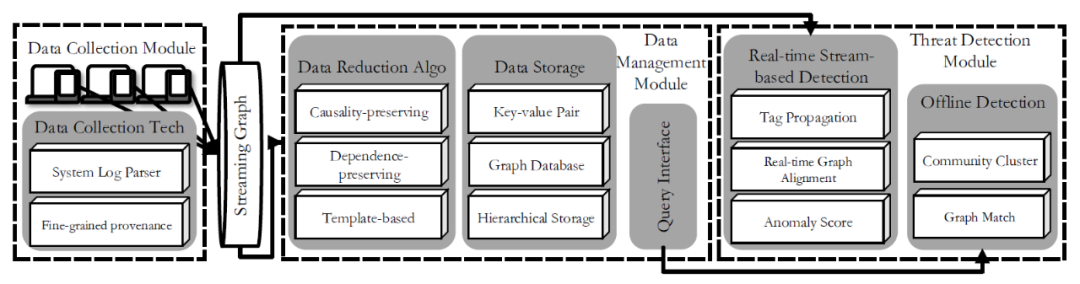 Data Collection Module
Data Collection Tech
System Log Parser
Fine-grained provenance
Streaming Graph
Data Reduction Algo
Causality-preserving
Dependence-
preserving
Template-based
Data Storage
Key-value Pair
Graph Database
Hierarchical Storage
Data
Management
Module
Query Interface
Real-time Stream-
based Detection
Tag Propagation
Real-time Graph
Alignment
Anomaly Score
Threat Detection
Module
Offline Detection
Community Cluster
Graph Match